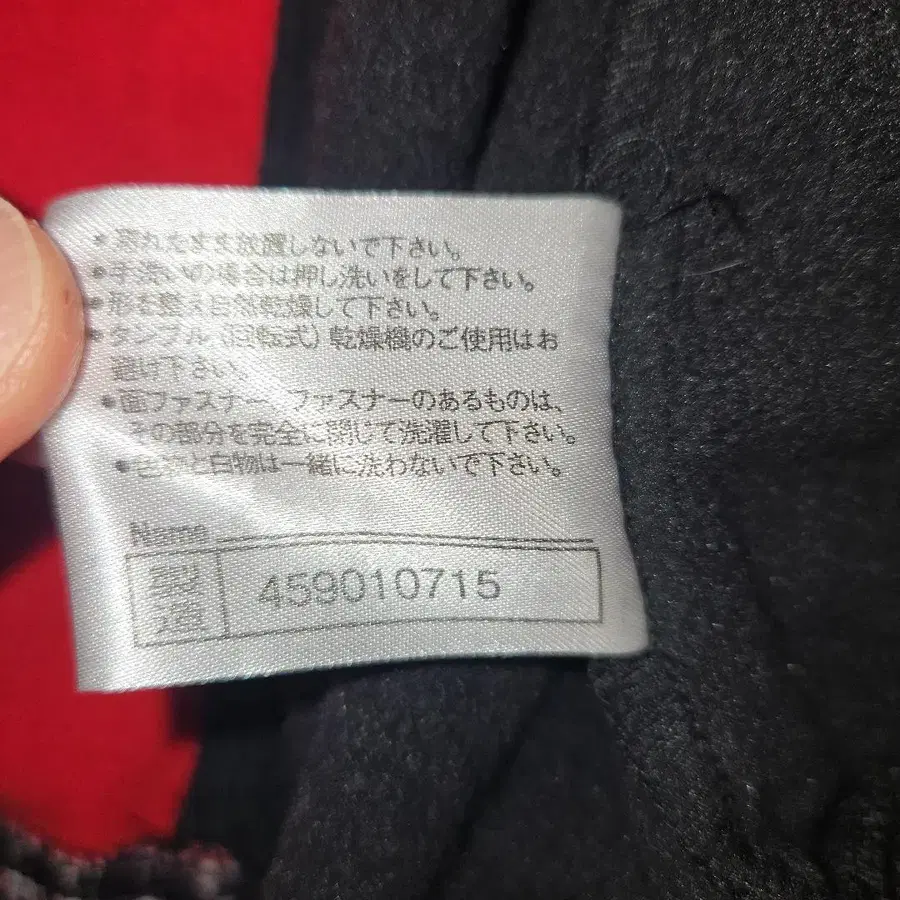 • 濡れたまま放置しないで下さい。
• 手洗いの場合は押し洗いをして下さい。
• 形を整え自然乾燥して下さい。
• タンブル (回転式) 乾燥機のご使用はお
避け下さい。
• 面ファスナー、ファスナーのあるものは、
その部分を完全に閉じて洗濯して下さい。
• 色物と白物は一緒に洗わないで下さい。
Name
製造 459010715